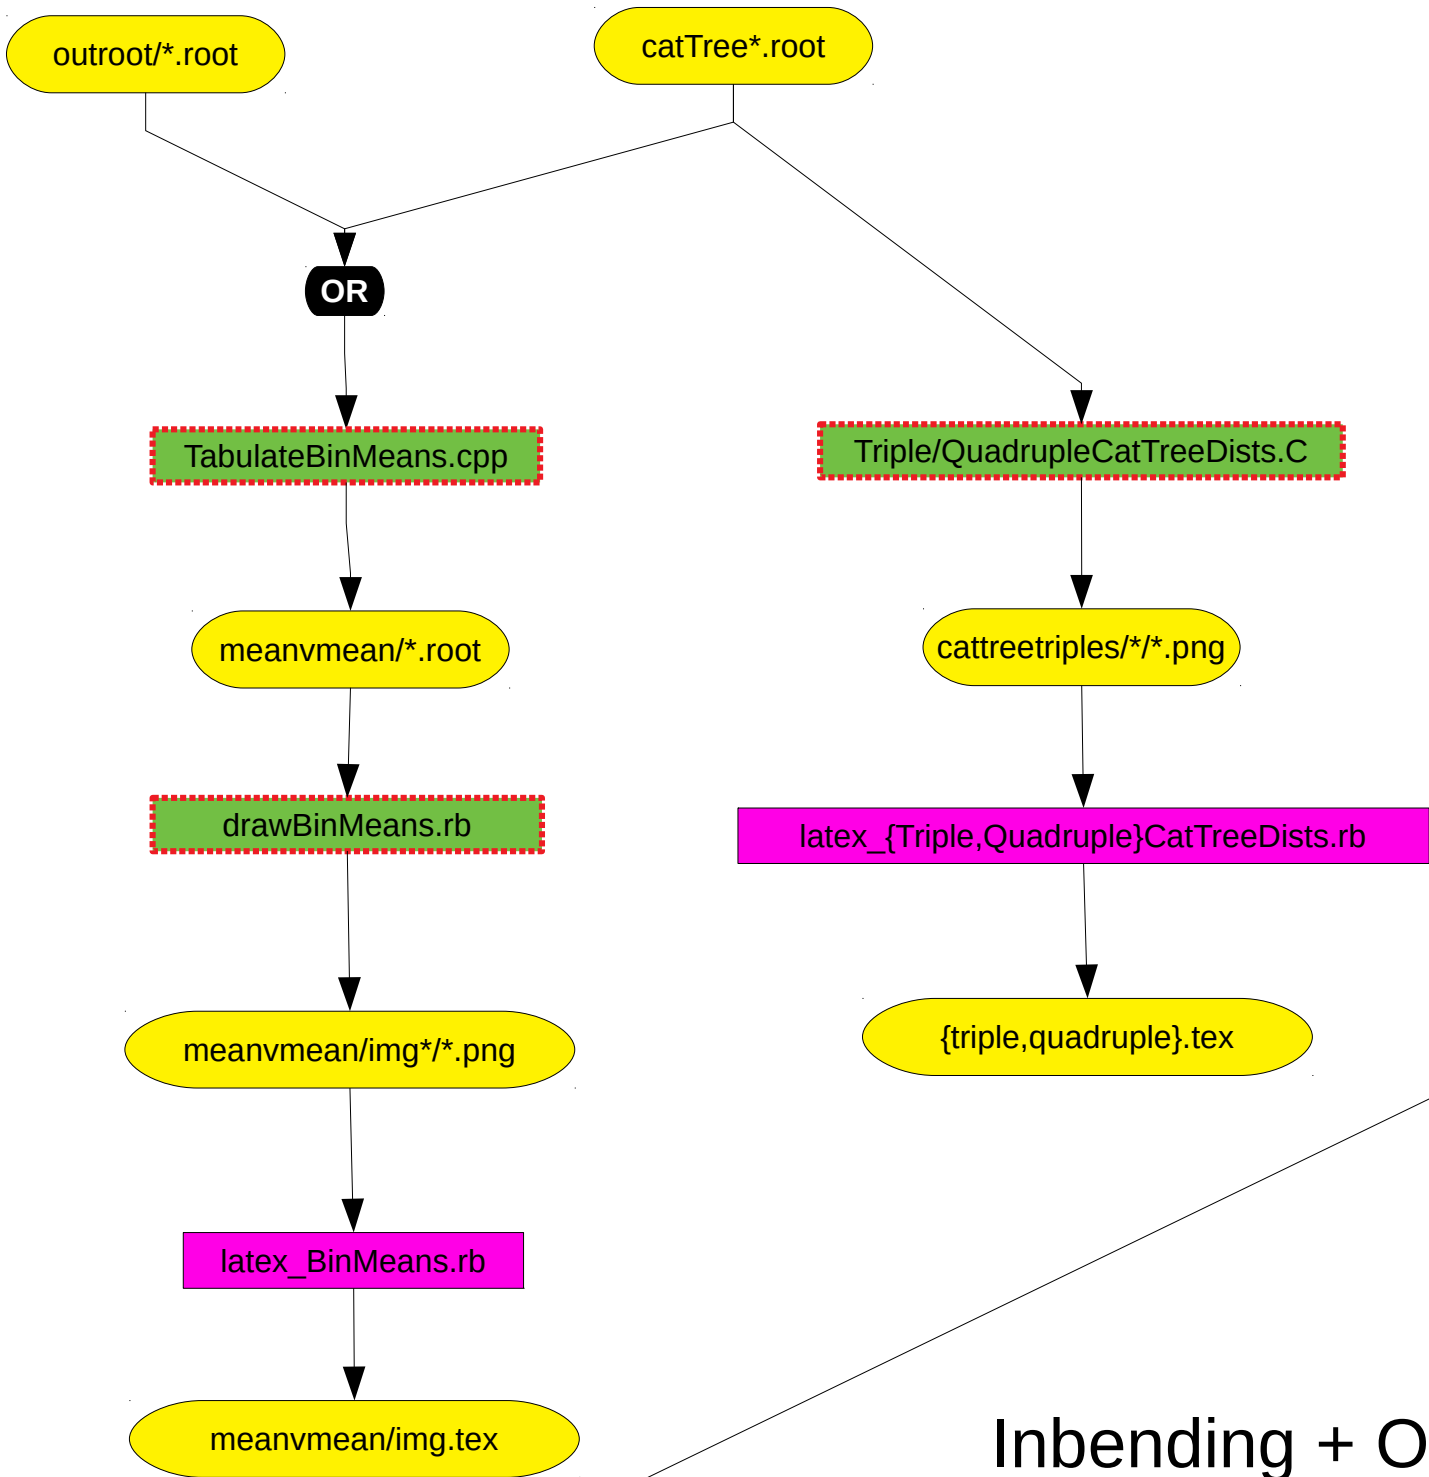 outroot/*.root
catTree*.root
OR
TabulateBinMeans.cpp
Triple/QuadrupleCatTreeDists.C
meanvmean/*.root
cattreetriples/*/*.png
drawBinMeans.rb
latex_{Triple,Quadruple}CatTreeDists.rb
meanvmean/img*/*.png
{triple,quadruple}.tex
latex_BinMeans.rb
meanvmean/img.tex
Inbending + O